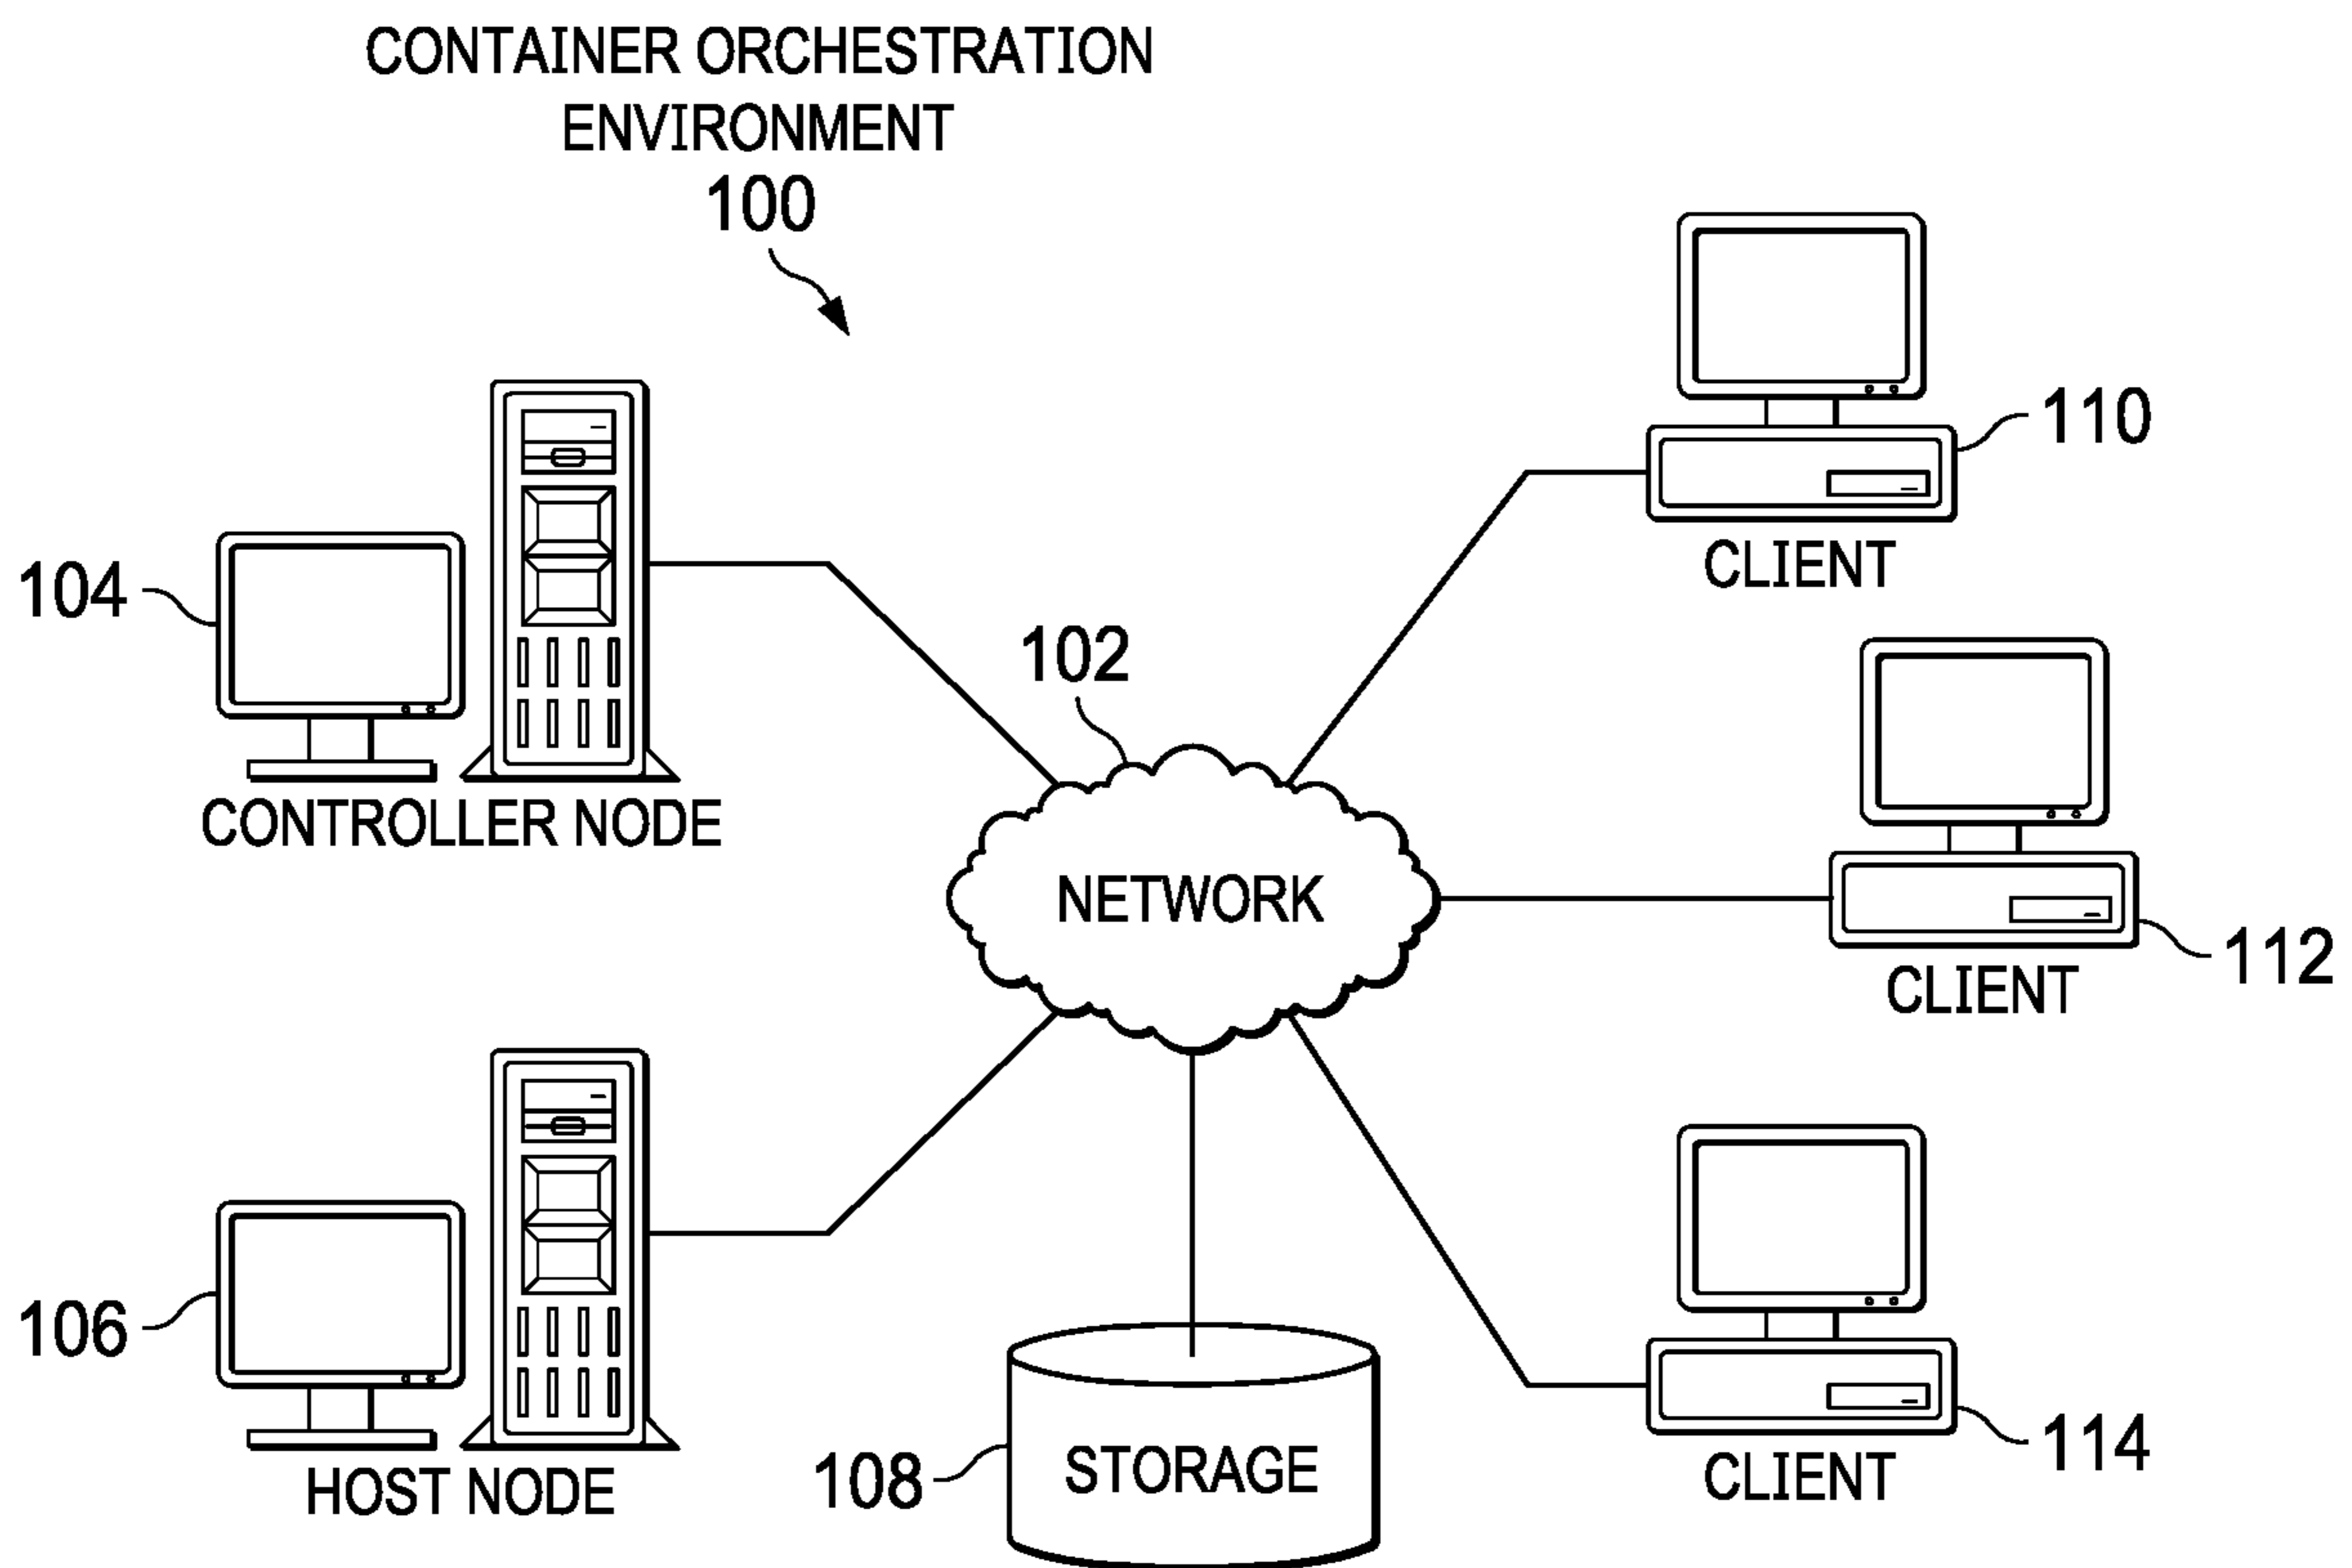 CONTAINER ORCHESTRATION
ENVIRONMENT
100
110
CLIENT
104
CONTROLLER NODE
102
NETWORK
112
CLIENT
106
HOST NODE
108
STORAGE
114
CLIENT